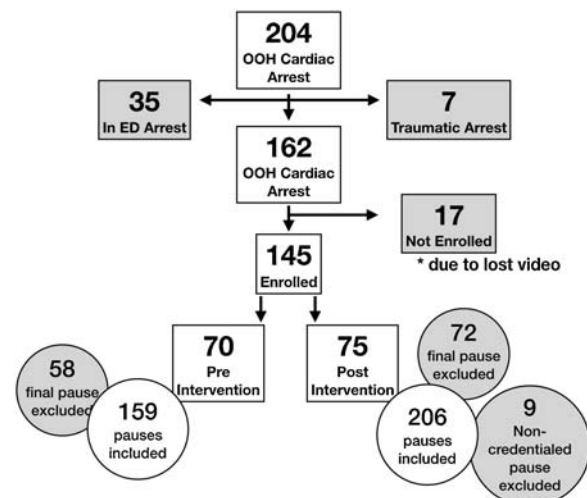 204
OOH Cardiac
Arrest
35
In ED Arrest
7
Traumatic Arrest
162
OOH Cardiac
Arrest
17
Not Enrolled
* due to lost video
145
Enrolled
70
Pre
Intervention
75
Post
Intervention
58
final pause
excluded
159
pauses
included
72
final pause
excluded
206
pauses
included
9
Non-
credentialed
pause
excluded